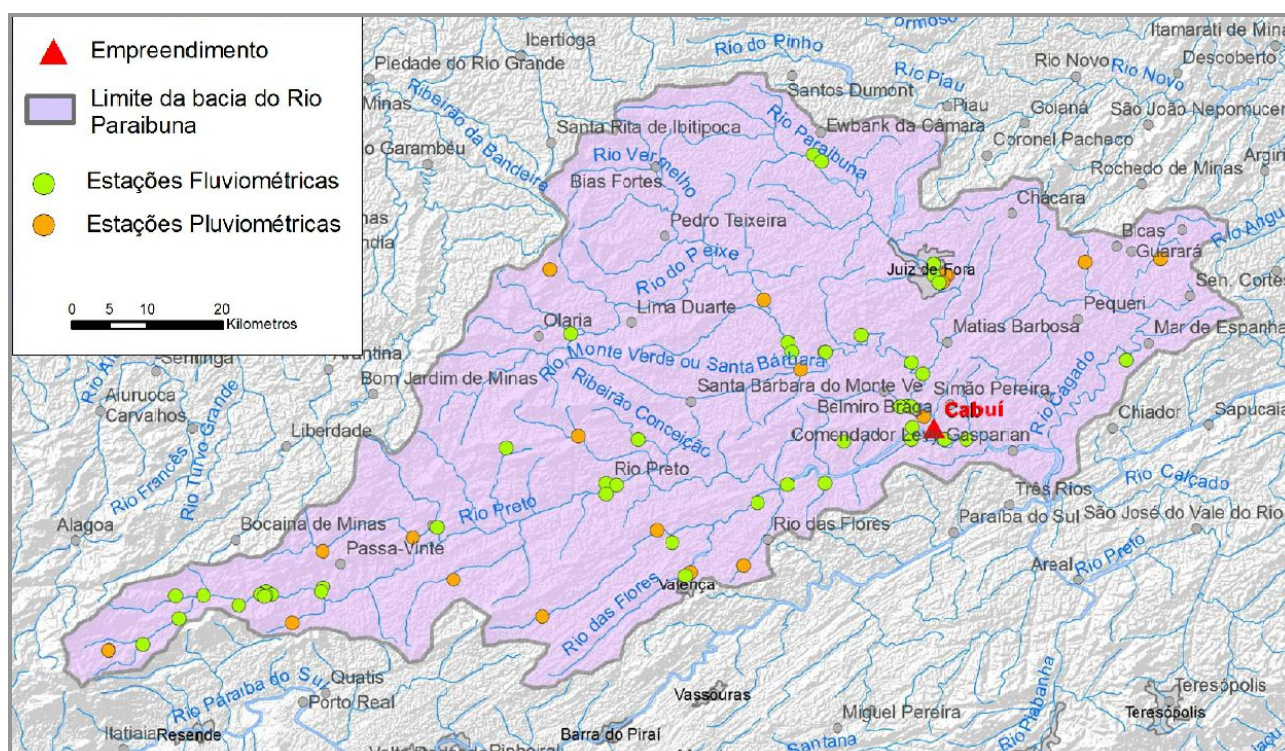 Empreendimento
Limite da bacia do Rio
Paraibuna
Estações Fluviométricas
Estações Pluviométricas
0 5 10 20
Kilometros
Ibertioga
Piedade do Rio Grande
Minas
Garambéu
Ribeirão da Bandeira
Santa Rita de Ibitipoca
Rio Vermelho
Bias Fortes
Rio do Pinho
Santos Dumont
Rio Piau
Piau
Ewbank da Câmara
Rio Paraibuna
Rio Novo
Rio Novo
Itamarati de Mina
Descoberto
Goianá
São João Nepomucen
Coronel Pacheco
Rochedo de Minas
Argiri
Chácara
Bicas
Guarará
Rio Ang
Pedro Teixeira
Rio do Peixe
Juiz de Fora
Sen. Cortes
Pequeri
Lima Duarte
Olaria
Matias Barbosa
Mar de Espanha
Rio Monte Verde ou Santa Bárbara
Bom Jardim de Minas
Santa Bárbara do Monte Ve
Simão Pereira
Aiuruoca
Carvalhos
Rio Turvo Grande
Ribeirão Conceição
Belmiro Braga
Cabuí
Rio Cágado
Chiador
Sapucaia
Liberdade
Comendador Levy Gasparian
Rio Francês
Rio Preto
Rio Preto
Rio Calçado
Três Rios
Alagoa
Bocaina de Minas
Passa-Vinte
Rio das Flores
Paraíba do Sul
São José do Vale do Rio
Areal
Rio Preto
Valença
Rio das Flores
Rio Paraíba do Sul
Quatis
Porto Real
Itatiaia
Resende
Vassouras
Barra do Piraí
Miguel Pereira
Rio Piabanha
Teresópolis
Teresópolis
Pinheiral
Santana